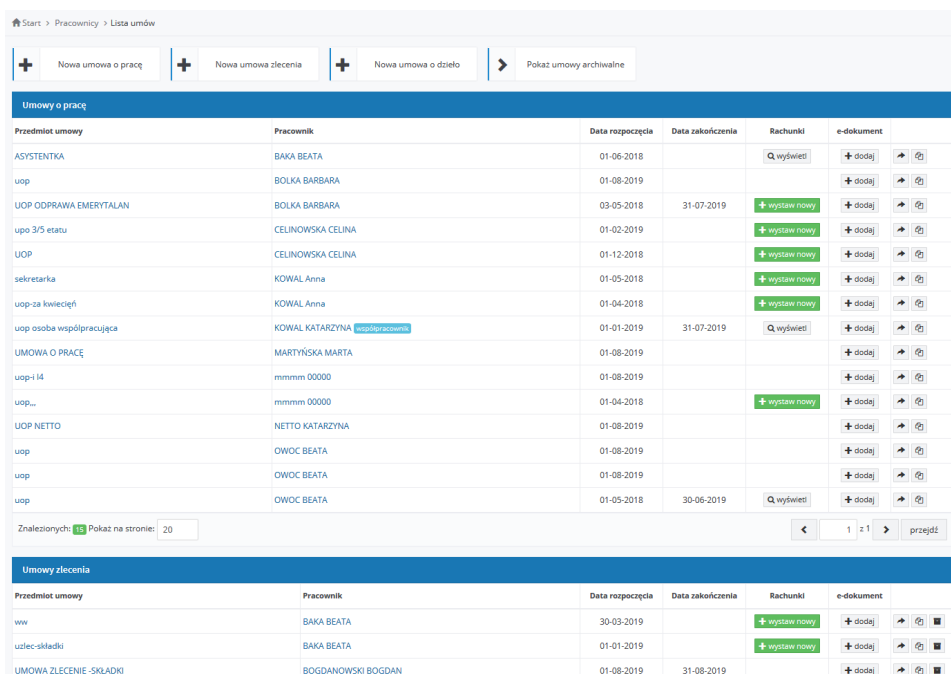 Start > Pracownicy > Lista umów
Nowa umowa o pracę Nowa umowa zlecenia Nowa umowa o dzieło Pokaż umowy archiwalne
Umowy o pracę
Przedmiot umowy Pracownik Data rozpoczęcia Data zakończenia Rachunki e-dokument
ASYSTENTKA BAKA BEATA 01-06-2018 wyświetl dodaj
uop BOLKA BARBARA 01-08-2019 dodaj
UOP ODPRAWA EMERYTALAN BOLKA BARBARA 03-05-2018 31-07-2019 wystaw nowy dodaj
upo 3/5 etatu CELINOWSKA CELINA 01-02-2019 wystaw nowy dodaj
UOP CELINOWSKA CELINA 01-12-2018 wystaw nowy dodaj
sekretarka KOWAL Anna 01-05-2018 wystaw nowy dodaj
uop-za kwiecięń KOWAL Anna 01-04-2018 wystaw nowy dodaj
uop osoba wspólpracująca KOWAL KATARZYNA współpracownik 01-01-2019 31-07-2019 wyświetl dodaj
UMOWA O PRACĘ MARTYŃSKA MARTA 01-08-2019 dodaj
uop-i l4 mmmm 00000 01-08-2019 dodaj
uop,,, mmmm 00000 01-04-2018 wystaw nowy dodaj
UOP NETTO NETTO KATARZYNA 01-08-2019 dodaj
uop OWOC BEATA 01-08-2019 dodaj
uop OWOC BEATA 01-08-2019 dodaj
uop OWOC BEATA 01-05-2018 30-06-2019 wyświetl dodaj
Znalezionych: 15 Pokaż na stronie: 20 1 z 1 przejdź
Umowy zlecenia
Przedmiot umowy Pracownik Data rozpoczęcia Data zakończenia Rachunki e-dokument
ww BAKA BEATA 30-03-2019 wystaw nowy dodaj
uzlec-składki BAKA BEATA 01-01-2019 wystaw nowy dodaj
UMOWA ZLECENIE -SKŁADKI BOGDANOWSKI BOGDAN 01-08-2019 31-08-2019 dodaj